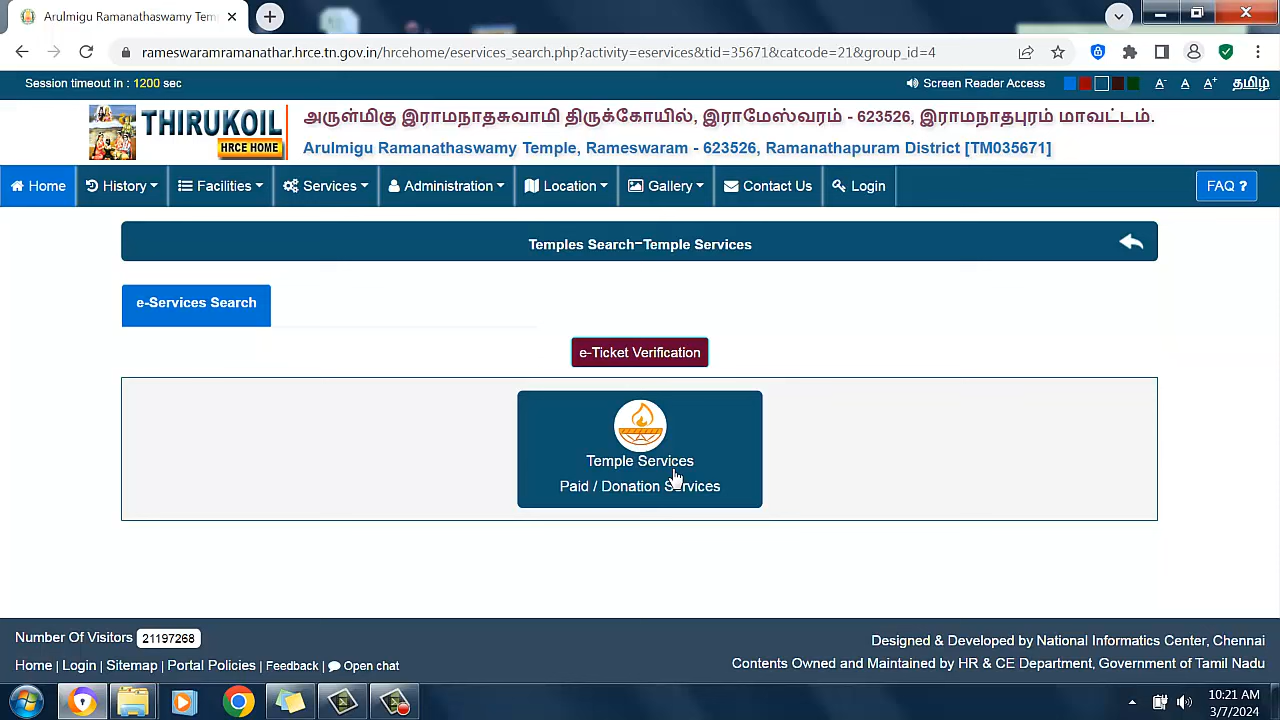 Arulmigu Ramanathaswamy Tem
rameswaramramanathar.hrce.tn.gov.in/hrcehome/eservices_search.php?activity=eservices&tid=35671&catcode=21&group_id=4
Session timeout in : 1200 sec
Screen Reader Access
A- A A+ தமிழ்
THIRUKOIL
HRCE HOME
அருள்மிகு இராமநாதசுவாமி திருக்கோயில், இராமேஸ்வரம் - 623526, இராமநாதபுரம் மாவட்டம்.
Arulmigu Ramanathaswamy Temple, Rameswaram - 623526, Ramanathapuram District [TM035671]
Home History Facilities Services Administration Location Gallery Contact Us Login FAQ ?
Temples Search-Temple Services
e-Services Search
e-Ticket Verification
Temple Services
Paid / Donation Services
Number Of Visitors 21197268
Designed & Developed by National Informatics Center, Chennai
Home | Login | Sitemap | Portal Policies | Feedback | Open chat
Contents Owned and Maintained by HR & CE Department, Government of Tamil Nadu
10:21 AM
3/7/2024